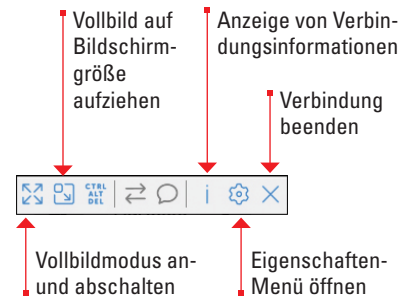 Vollbild auf
Bildschirm-
größe
aufziehen
Anzeige von Verbin-
dungsinformationen
Verbindung
beenden
CTRL
ALT
DEL
i
Vollbildmodus an-
und abschalten
Eigenschaften-
Menü öffnen